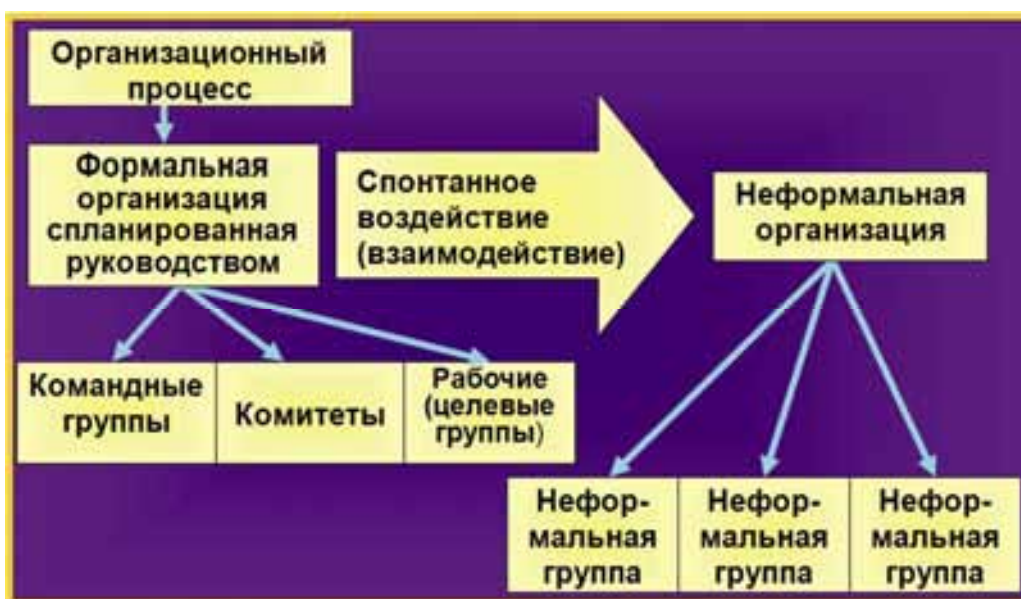 Организационный
процесс
Формальная
организация
спланированная
руководством
Спонтанное
воздействие
(взаимодействие)
Неформальная
организация
Командные
группы
Комитеты
Рабочие
(целевые
группы)
Нефор-
мальная
группа
Нефор-
мальная
группа
Нефор-
мальная
группа